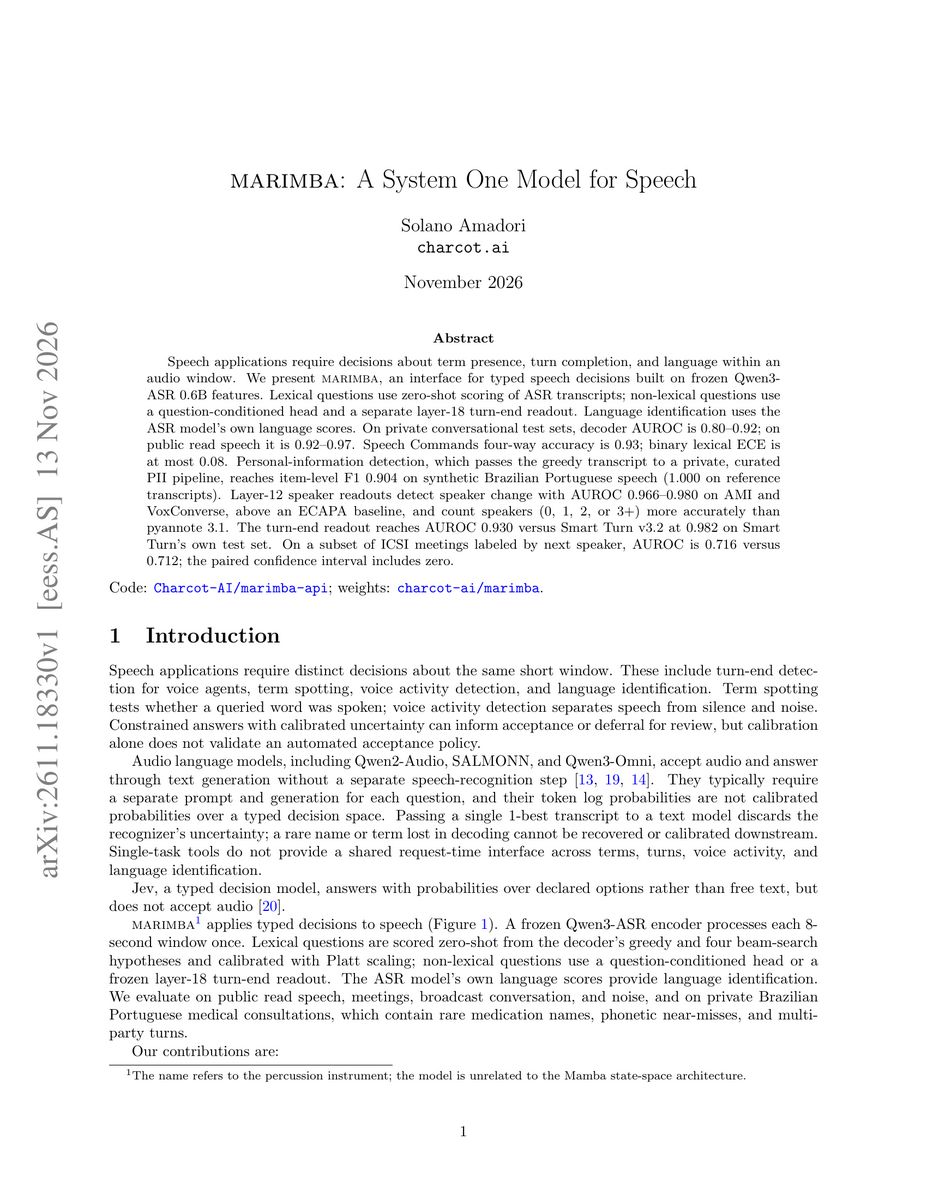 MARIMBA: A System One Model for Speech
Solano Amadori
charcot.ai
November 2026
arXiv:2611.18330v1 [eess.AS] 13 Nov 2026
Abstract
Speech applications require decisions about term presence, turn completion, and language within an
audio window. We present MARIMBA, an interface for typed speech decisions built on frozen Qwen3-
ASR 0.6B features. Lexical questions use zero-shot scoring of ASR transcripts; non-lexical questions use
a question-conditioned head and a separate layer-18 turn-end readout. Language identification uses the
ASR model's own language scores. On private conversational test sets, decoder AUROC is 0.80–0.92; on
public read speech it is 0.92–0.97. Speech Commands four-way accuracy is 0.93; binary lexical ECE is
at most 0.08. Personal-information detection, which passes the greedy transcript to a private, curated
PII pipeline, reaches item-level F1 0.904 on synthetic Brazilian Portuguese speech (1.000 on reference
transcripts). Layer-12 speaker readouts detect speaker change with AUROC 0.966–0.980 on AMI and
VoxConverse, above an ECAPA baseline, and count speakers (0, 1, 2, or 3+) more accurately than
pyannote 3.1. The turn-end readout reaches AUROC 0.930 versus Smart Turn v3.2 at 0.982 on Smart
Turn's own test set. On a subset of ICSI meetings labeled by next speaker, AUROC is 0.716 versus
0.712; the paired confidence interval includes zero.
Code: Charcot-AI/marimba-api; weights: charcot-ai/marimba.
1 Introduction
Speech applications require distinct decisions about the same short window. These include turn-end detec-
tion for voice agents, term spotting, voice activity detection, and language identification. Term spotting
tests whether a queried word was spoken; voice activity detection separates speech from silence and noise.
Constrained answers with calibrated uncertainty can inform acceptance or deferral for review, but calibration
alone does not validate an automated acceptance policy.
Audio language models, including Qwen2-Audio, SALMONN, and Qwen3-Omni, accept audio and answer
through text generation without a separate speech-recognition step [13, 19, 14]. They typically require
a separate prompt and generation for each question, and their token log probabilities are not calibrated
probabilities over a typed decision space. Passing a single 1-best transcript to a text model discards the
recognizer's uncertainty; a rare name or term lost in decoding cannot be recovered or calibrated downstream.
Single-task tools do not provide a shared request-time interface across terms, turns, voice activity, and
language identification.
Jev, a typed decision model, answers with probabilities over declared options rather than free text, but
does not accept audio [20].
MARIMBA¹ applies typed decisions to speech (Figure 1). A frozen Qwen3-ASR encoder processes each 8-
second window once. Lexical questions are scored zero-shot from the decoder's greedy and four beam-search
hypotheses and calibrated with Platt scaling; non-lexical questions use a question-conditioned head or a
frozen layer-18 turn-end readout. The ASR model's own language scores provide language identification.
We evaluate on public read speech, meetings, broadcast conversation, and noise, and on private Brazilian
Portuguese medical consultations, which contain rare medication names, phonetic near-misses, and multi-
party turns.
Our contributions are:
¹The name refers to the percussion instrument; the model is unrelated to the Mamba state-space architecture.
1